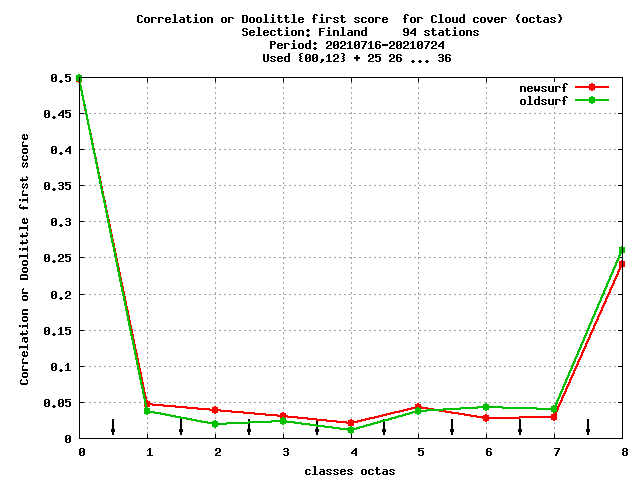 Correlation or Doolittle first score  for Cloud cover (octas)
Selection: Finland     94 stations
Period: 20210716-20210724
Used {00,12} + 25 26 ... 36
newsurf
oldsurf
Correlation or Doolittle first score
0.5
0.45
0.4
0.35
0.3
0.25
0.2
0.15
0.1
0.05
0
0 1 2 3 4 5 6 7 8
classes octas